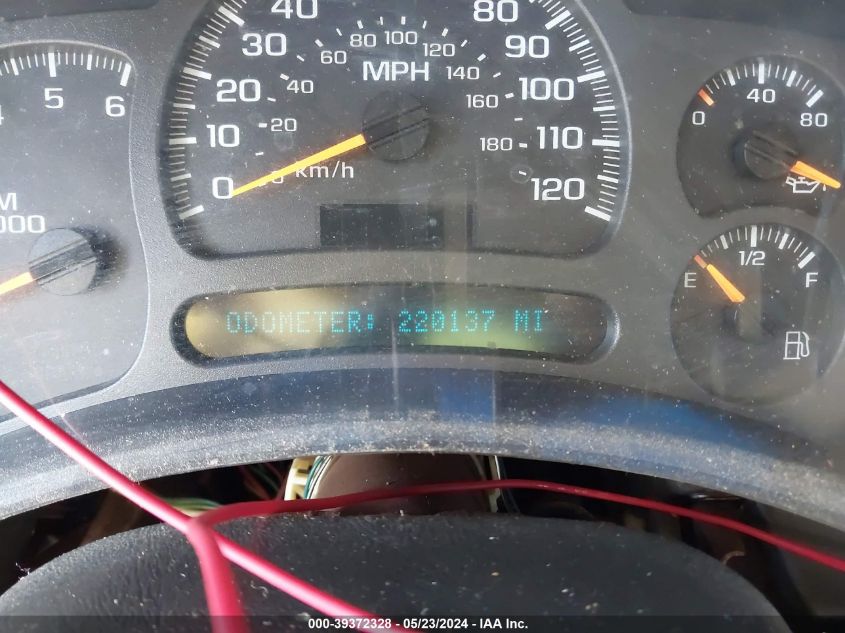 4 5 6
M
000
0 10 20 30 40 80 90 100 110 120
20 40 60 80 100 120 140 160 180
MPH
km/h
0 40 80
E 1/2 F
ODOMETER: 220137 MI
000-39372328 - 05/23/2024 - IAA Inc.